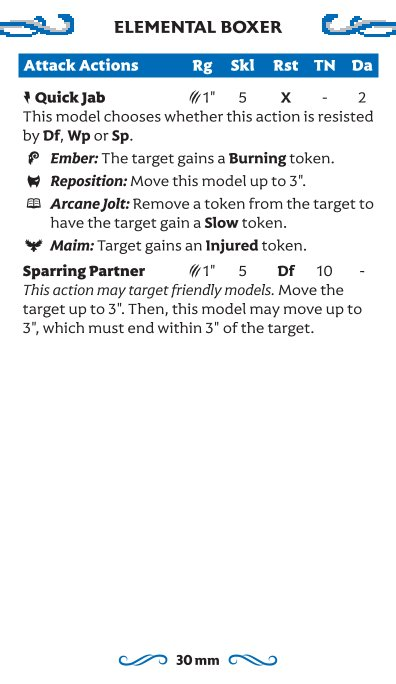 ELEMENTAL BOXER
Attack Actions Rg Skl Rst TN Da
Quick Jab 1" 5 X - 2
This model chooses whether this action is resisted
by Df, Wp or Sp.
Ember: The target gains a Burning token.
Reposition: Move this model up to 3".
Arcane Jolt: Remove a token from the target to
have the target gain a Slow token.
Maim: Target gains an Injured token.
Sparring Partner 1" 5 Df 10 -
This action may target friendly models. Move the
target up to 3". Then, this model may move up to
3", which must end within 3" of the target.
30 mm